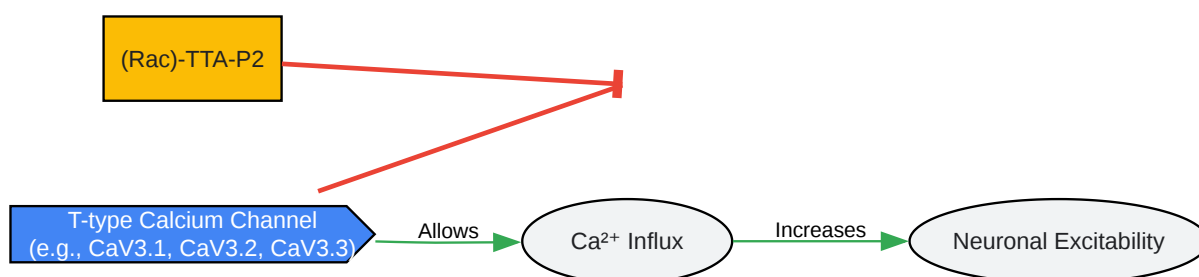 (Rac)-TTA-P2
T-type Calcium Channel
(e.g., CaV3.1, CaV3.2, CaV3.3)
Allows
Ca²⁺ Influx
Increases
Neuronal Excitability